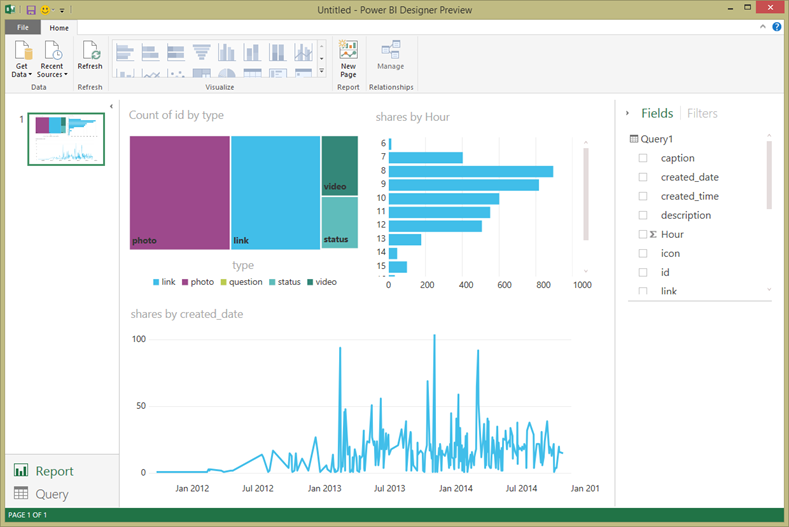 Untitled - Power BI Designer Preview
File Home
Get Data Recent Sources Refresh New Page Manage
Data Refresh Visualize Report Relationships
1
Count of id by type
photo link video status
type
link photo question status video
shares by Hour
6
7
8
9
10
11
12
13
14
15
0 200 400 600 800 1000
shares by created_date
100
50
0
Jan 2012 Jul 2012 Jan 2013 Jul 2013 Jan 2014 Jul 2014 Jan 201
Fields Filters
Query1
caption
created_date
created_time
description
Σ Hour
icon
id
link
Report
Query
PAGE 1 OF 1